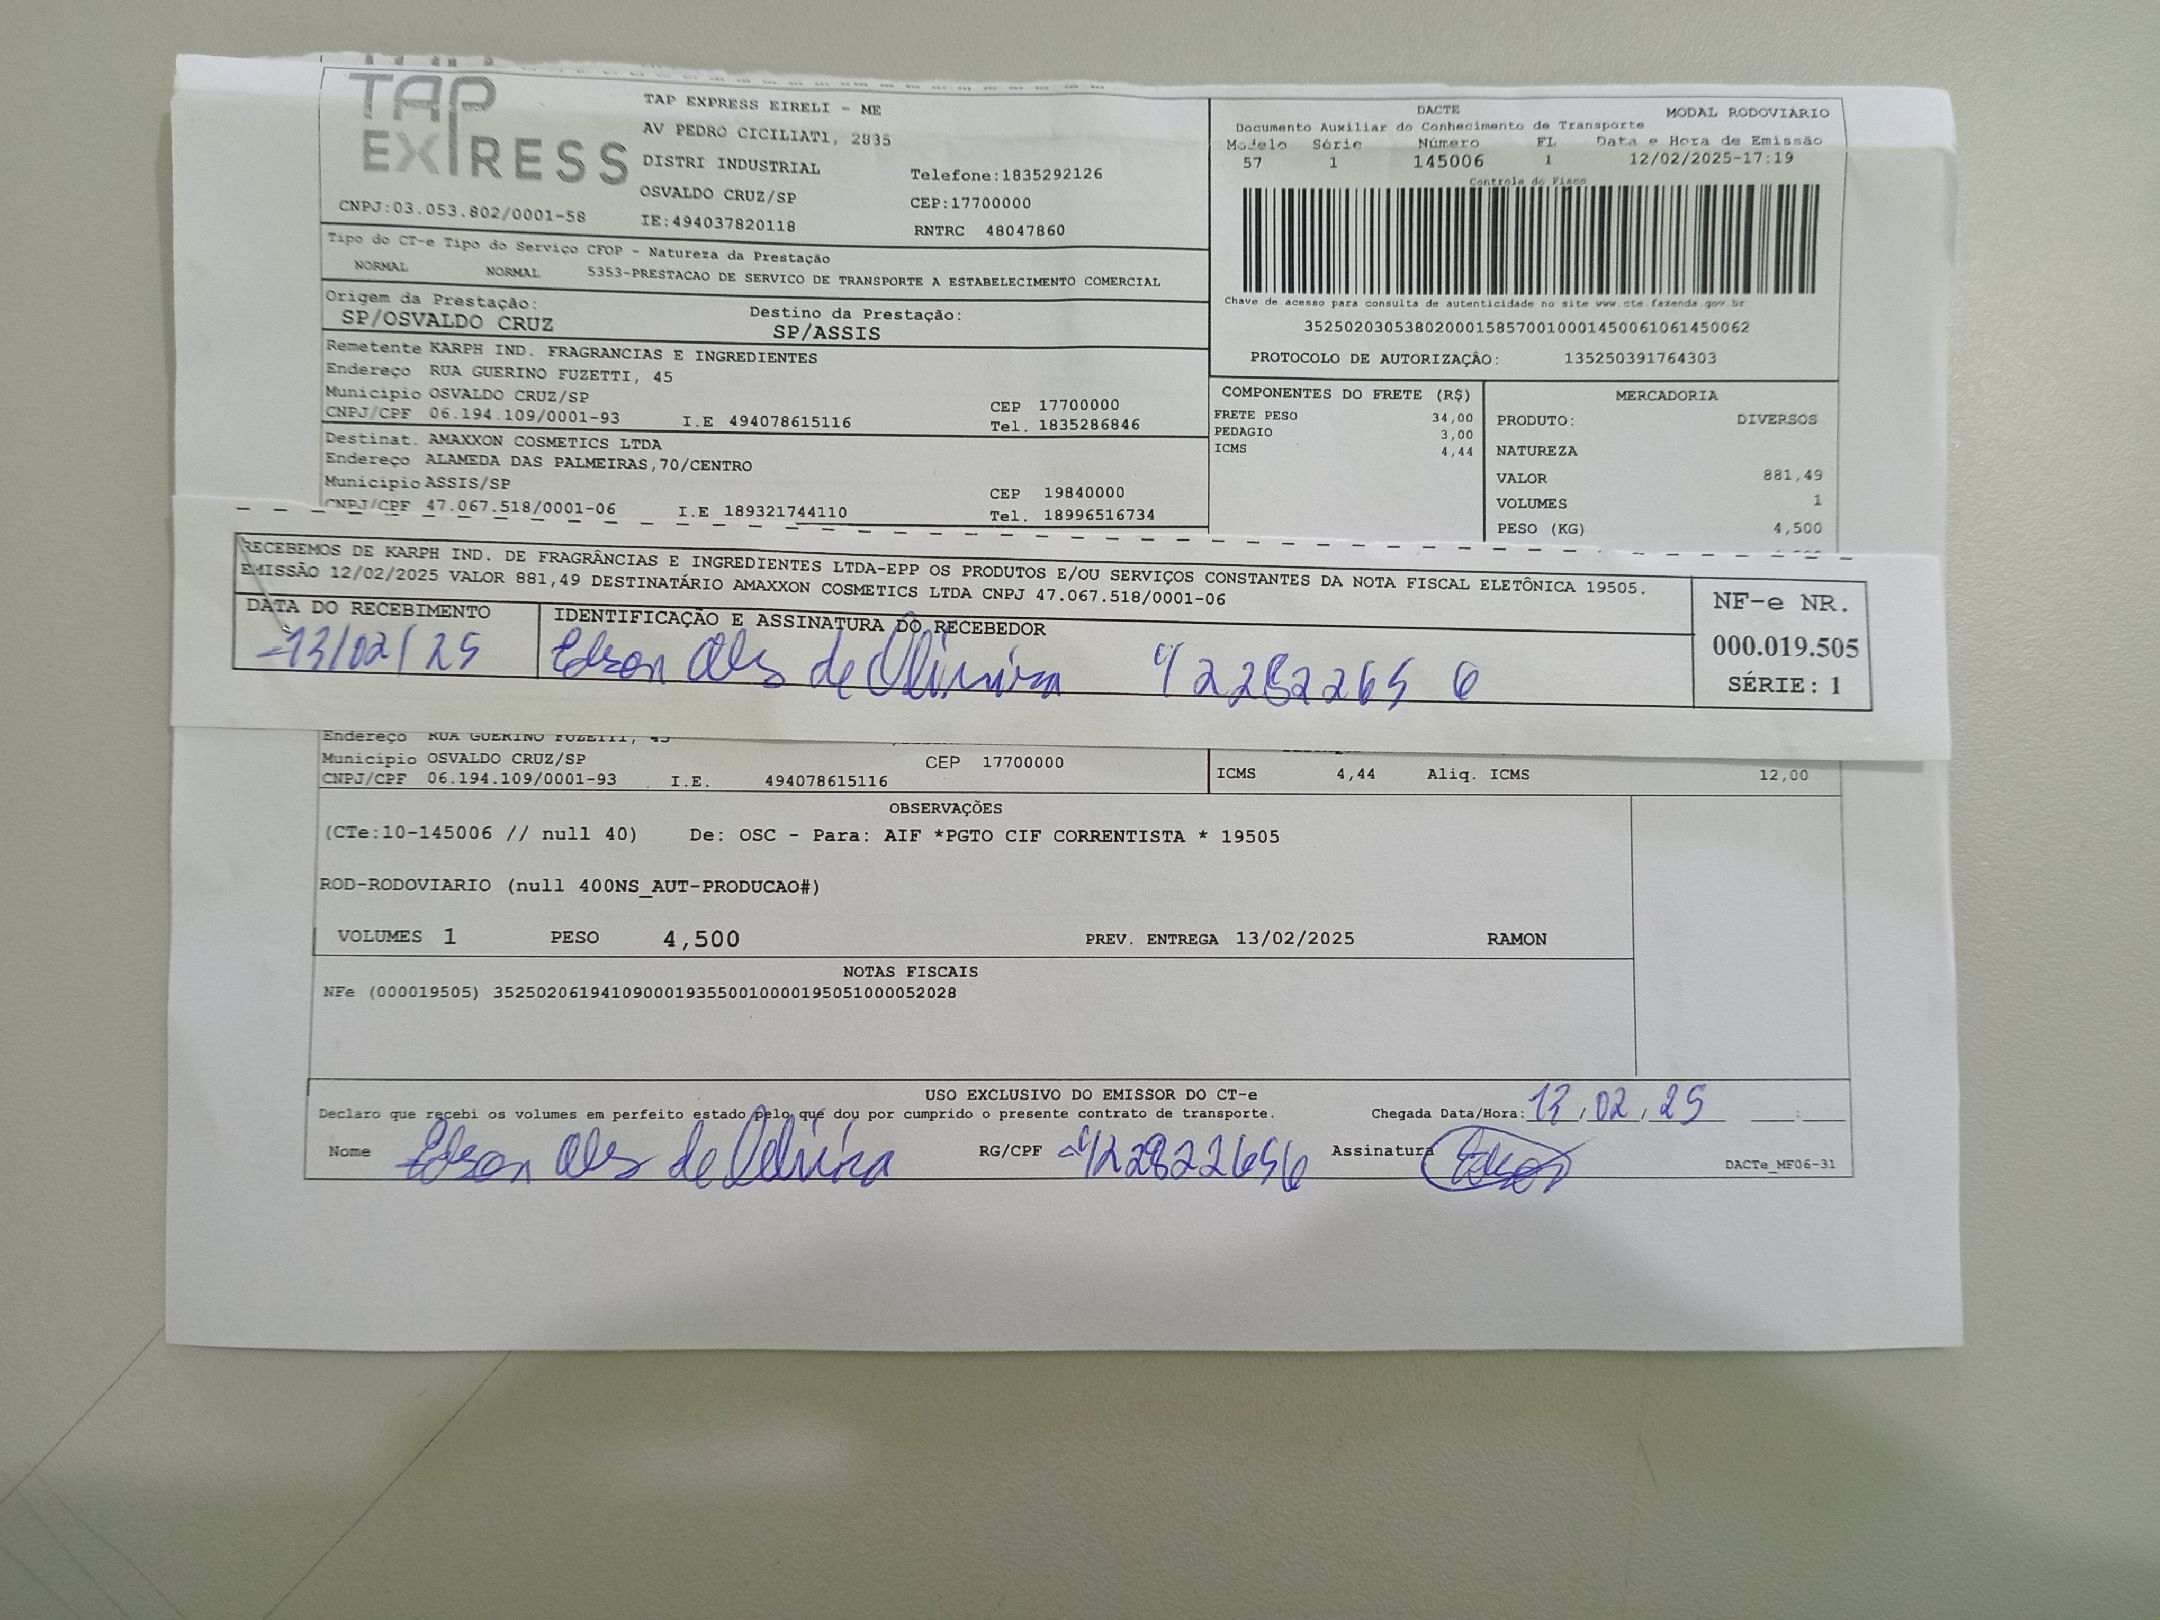 TAP
EXPRESS
CNPJ:03.053.802/0001-58
TAP EXPRESS EIRELI - ME
AV PEDRO CICILIATI, 2835
DISTRI INDUSTRIAL
OSVALDO CRUZ/SP
IE:494037820118
Telefone:1835292126
CEP:17700000
RNTRC 48047860
DACTE MODAL RODOVIARIO
Documento Auxiliar do Conhecimento de Transporte
Modelo Série Número FL Data e Hora de Emissão
57 1 145006 1 12/02/2025-17:19
Controle do Fisco
Chave de acesso para consulta de autenticidade no site www.cte.fazenda.gov.br
35250203053802000158570010001450061061450062
PROTOCOLO DE AUTORIZAÇÂO: 135250391764303
Tipo do CT-e Tipo do Serviço CFOP - Natureza da Prestação
NORMAL NORMAL 5353-PRESTACAO DE SERVICO DE TRANSPORTE A ESTABELECIMENTO COMERCIAL
Origem da Prestação: Destino da Prestação:
SP/OSVALDO CRUZ SP/ASSIS
Remetente KARPH IND. FRAGRANCIAS E INGREDIENTES
Endereço RUA GUERINO FUZETTI, 45
Municipio OSVALDO CRUZ/SP CEP 17700000
CNPJ/CPF 06.194.109/0001-93 I.E 494078615116 Tel. 1835286846
Destinat. AMAXXON COSMETICS LTDA
Endereço ALAMEDA DAS PALMEIRAS,70/CENTRO
Municipio ASSIS/SP CEP 19840000
CNPJ/CPF 47.067.518/0001-06 I.E 189321744110 Tel. 18996516734
COMPONENTES DO FRETE (R$)
FRETE PESO 34,00
PEDAGIO 3,00
ICMS 4,44
MERCADORIA
PRODUTO: DIVERSOS
NATUREZA
VALOR 881,49
VOLUMES 1
PESO (KG) 4,500
RECEBEMOS DE KARPH IND. DE FRAGRÂNCIAS E INGREDIENTES LTDA-EPP OS PRODUTOS E/OU SERVIÇOS CONSTANTES DA NOTA FISCAL ELETÔNICA 19505.
EMISSÃO 12/02/2025 VALOR 881,49 DESTINATÁRIO AMAXXON COSMETICS LTDA CNPJ 47.067.518/0001-06
DATA DO RECEBIMENTO IDENTIFICAÇÃO E ASSINATURA DO RECEBEDOR
13/02/25 Edson de Oliveira 422822656
NF-e NR.
000.019.505
SÉRIE: 1
Endereço RUA GUERINO FUZETTI, 45
Municipio OSVALDO CRUZ/SP CEP 17700000
CNPJ/CPF 06.194.109/0001-93 I.E. 494078615116
ICMS 4,44 Aliq. ICMS 12,00
OBSERVAÇÕES
(CTe:10-145006 // null 40) De: OSC - Para: AIF *PGTO CIF CORRENTISTA * 19505
ROD-RODOVIARIO (null 400NS_AUT-PRODUCAO#)
VOLUMES 1 PESO 4,500 PREV. ENTREGA 13/02/2025 RAMON
NOTAS FISCAIS
NFe (000019505) 35250206194109000193550010000195051000052028
USO EXCLUSIVO DO EMISSOR DO CT-e
Declaro que recebi os volumes em perfeito estado pelo que dou por cumprido o presente contrato de transporte. Chegada Data/Hora: 13/02/25 :
Nome Edson de Oliveira RG/CPF 422822656 Assinatura Edson
DACTe_MF06-31